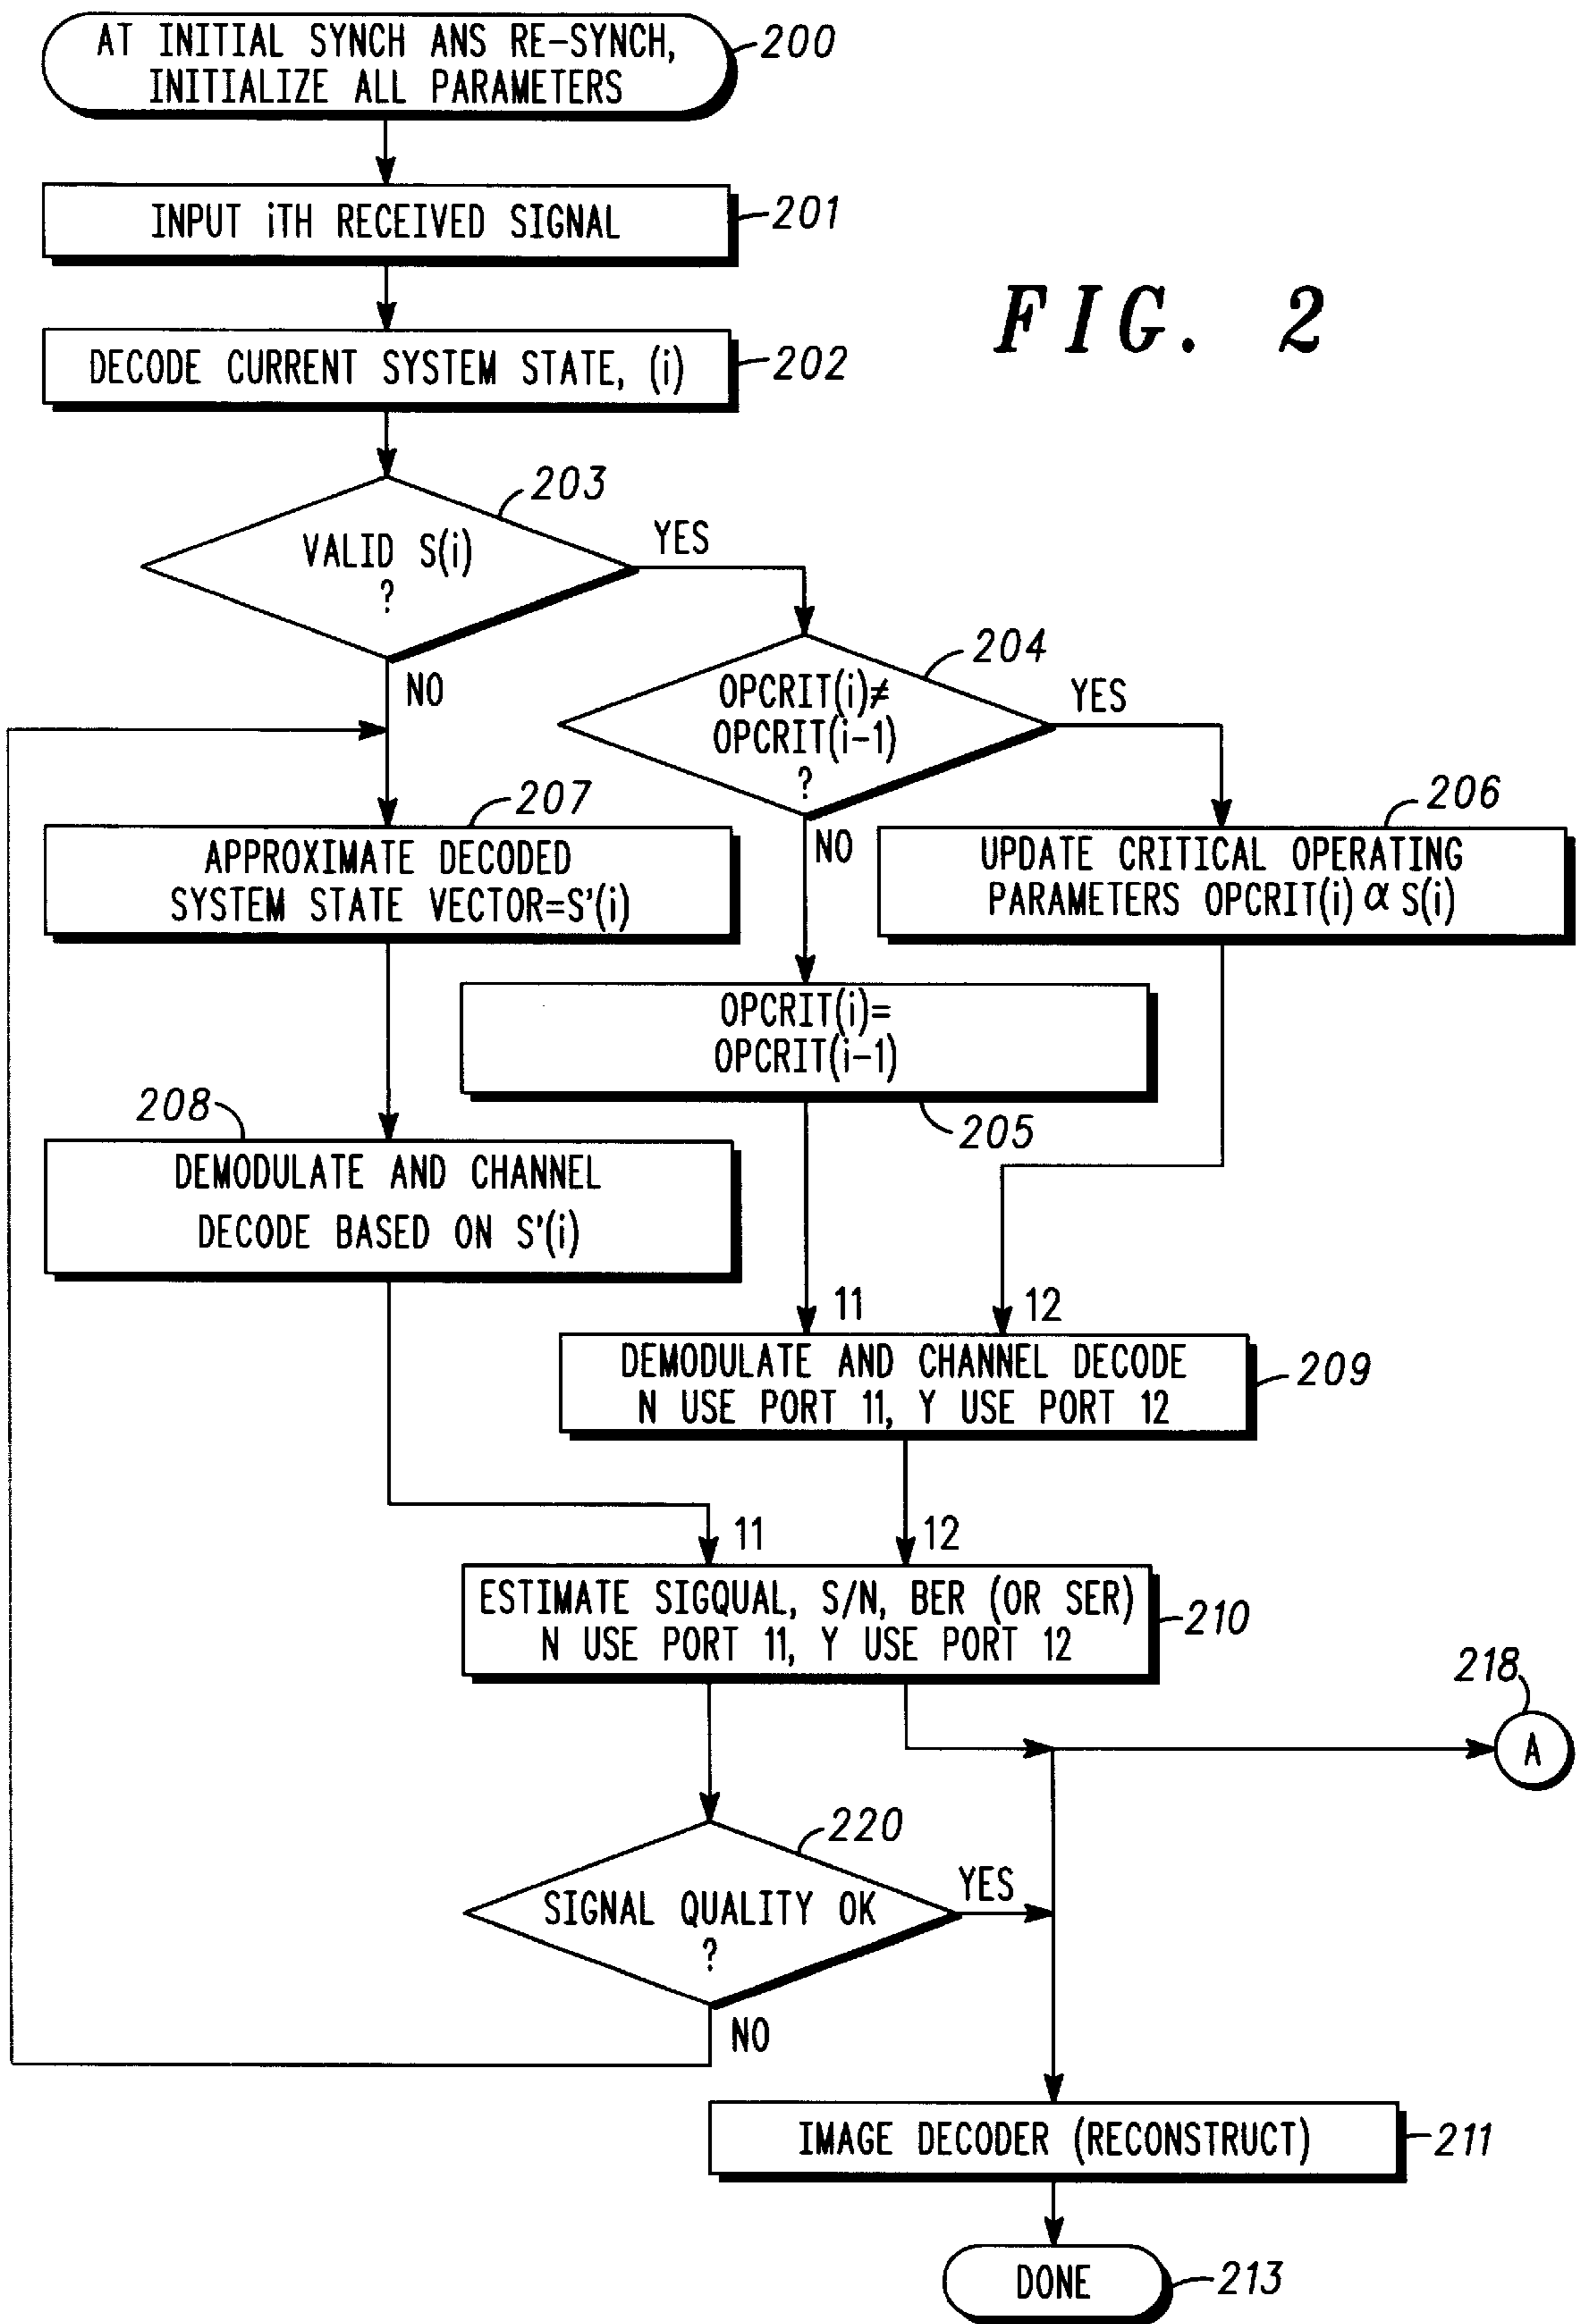 AT INITIAL SYNCH ANS RE-SYNCH,
INITIALIZE ALL PARAMETERS
200
INPUT iTH RECEIVED SIGNAL
201
FIG. 2
DECODE CURRENT SYSTEM STATE, (i)
202
203
VALID S(i)
?
YES
NO
204
OPCRIT(i)≠
OPCRIT(i-1)
?
YES
NO
207
APPROXIMATE DECODED
SYSTEM STATE VECTOR=S'(i)
206
UPDATE CRITICAL OPERATING
PARAMETERS OPCRIT(i) α S(i)
OPCRIT(i)=
OPCRIT(i-1)
205
208
DEMODULATE AND CHANNEL
DECODE BASED ON S'(i)
11
12
DEMODULATE AND CHANNEL DECODE
N USE PORT 11, Y USE PORT 12
209
11
12
ESTIMATE SIGQUAL, S/N, BER (OR SER)
N USE PORT 11, Y USE PORT 12
210
218
A
220
SIGNAL QUALITY OK
?
YES
NO
IMAGE DECODER (RECONSTRUCT)
211
DONE
213